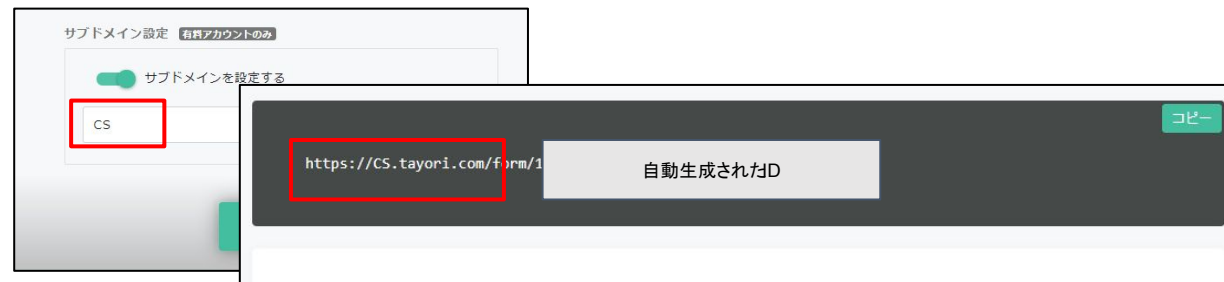 サブドメイン設定 有料アカウントのみ
サブドメインを設定する
CS
コピー
https://CS.tayori.com/form/1
自動生成されたID